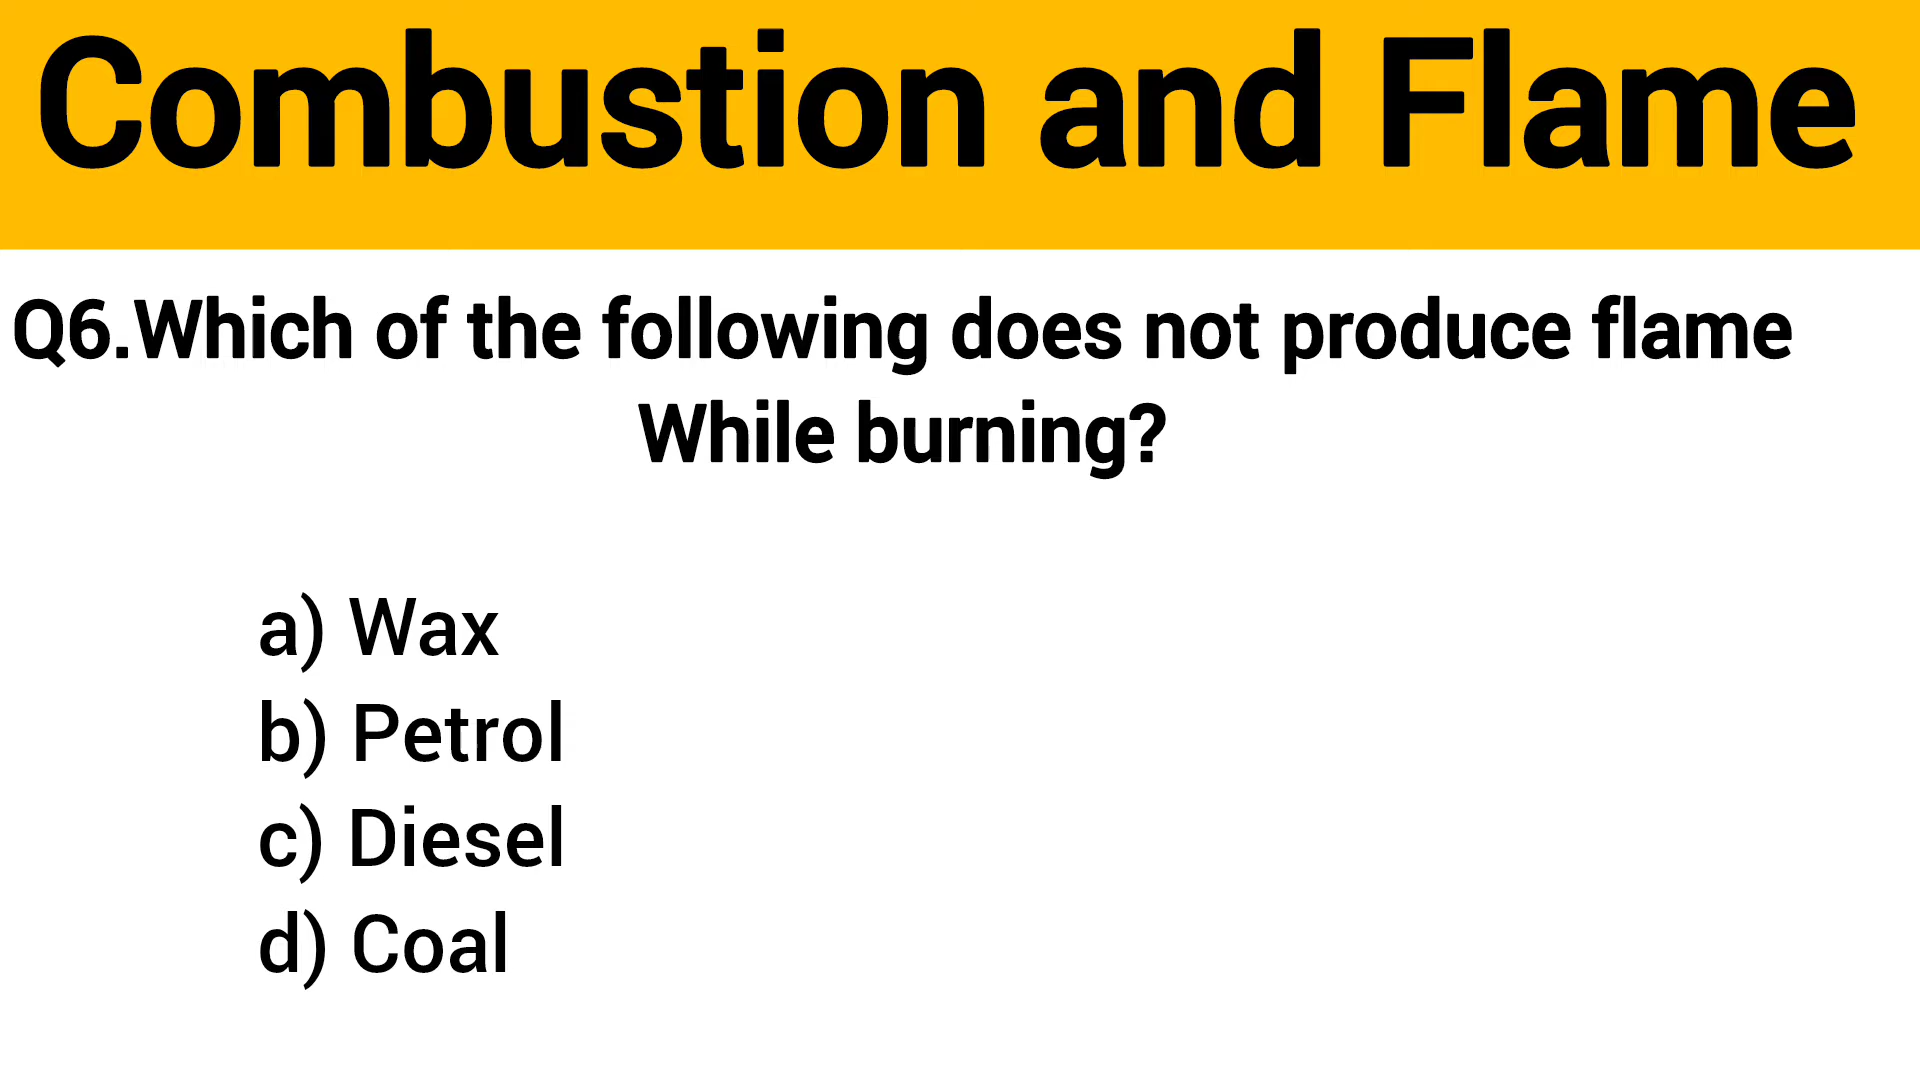 Combustion and Flame
Q6.Which of the following does not produce flame
While burning?
a) Wax
b) Petrol
c) Diesel
d) Coal